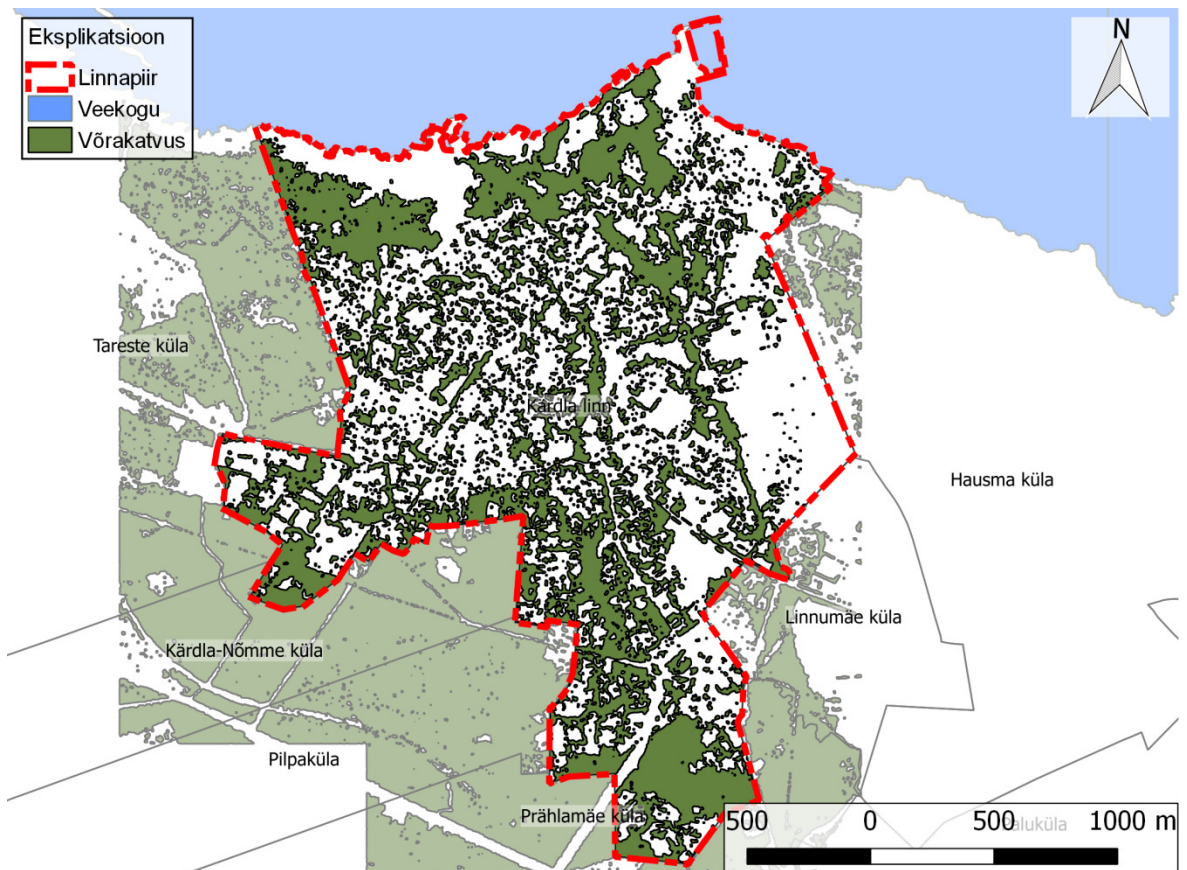 Eksplikatsioon
Linnapiir
Veekogu
Võrakatvus
N
Tareste küla
Kärdla linn
Hausma küla
Linnumäe küla
Kärdla-Nõmme küla
Pilpaküla
Prählamäe küla
500 0 500 1000 m
Paluküla